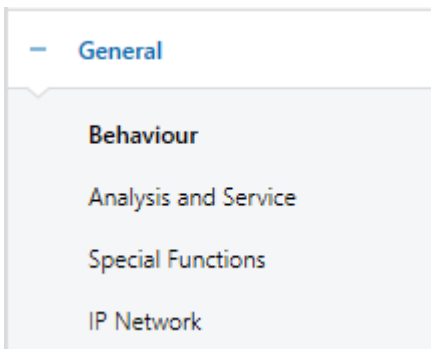 General
Behaviour
Analysis and Service
Special Functions
IP Network